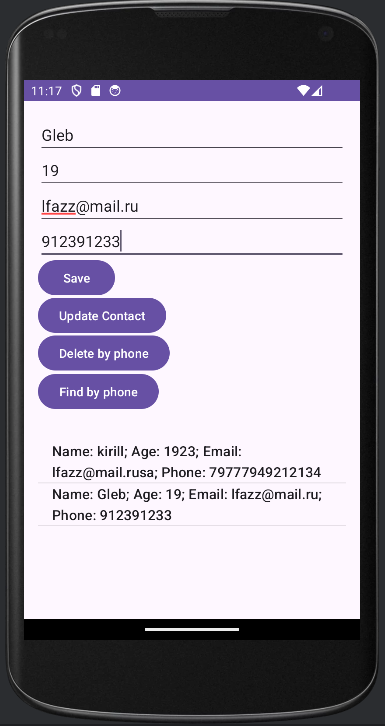 11:17
Gleb
19
lfazz@mail.ru
912391233
Save
Update Contact
Delete by phone
Find by phone
Name: kirill; Age: 1923; Email:
lfazz@mail.rusa; Phone: 79777949212134
Name: Gleb; Age: 19; Email: lfazz@mail.ru;
Phone: 912391233